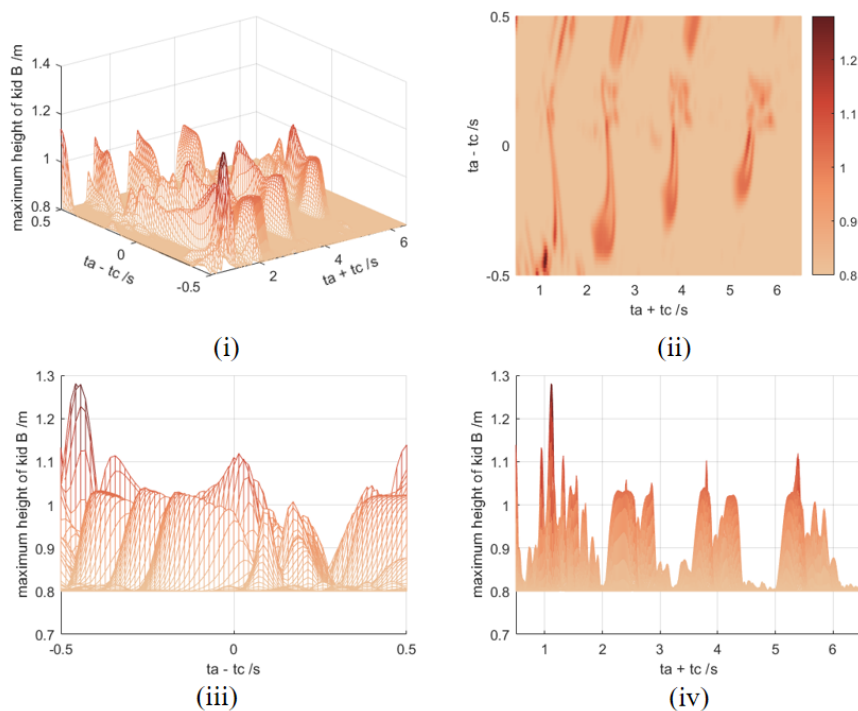 maximum height of kid B /m
1.4
1.2
1
0.8
0.5
0
-0.5
ta - tc /s
2
4
6
ta + tc /s
(i)
ta - tc /s
0.5
0
-0.5
1 2 3 4 5 6
ta + tc /s
1.2
1.1
1
0.9
0.8
(ii)
maximum height of kid B /m
1.3
1.2
1.1
1
0.9
0.8
0.7
-0.5 0 0.5
ta - tc /s
(iii)
maximum height of kid B /m
1.3
1.2
1.1
1
0.9
0.8
0.7
1 2 3 4 5 6
ta + tc /s
(iv)